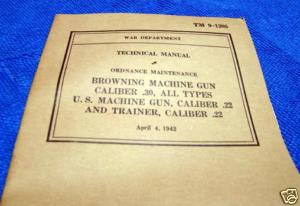 TM 9-1205
WAR DEPARTMENT
TECHNICAL MANUAL
ORDNANCE MAINTENANCE
BROWNING MACHINE GUN
CALIBER .30, ALL TYPES
U. S. MACHINE GUN, CALIBER .22
AND TRAINER, CALIBER .22
April 4, 1942